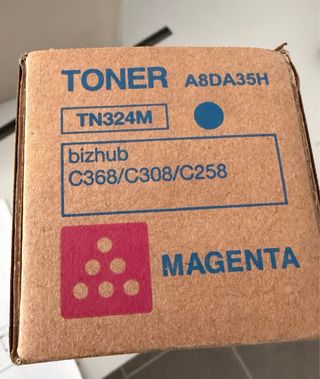 TONER A8DA35H
TN324M
bizhub
C368/C308/C258
MAGENTA